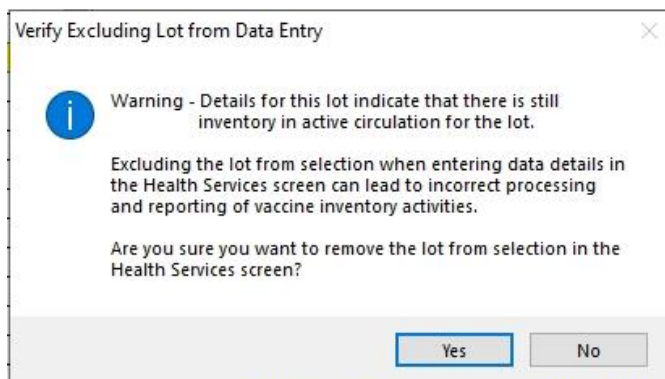 Verify Excluding Lot from Data Entry
Warning - Details for this lot indicate that there is still
inventory in active circulation for the lot.
Excluding the lot from selection when entering data details in
the Health Services screen can lead to incorrect processing
and reporting of vaccine inventory activities.
Are you sure you want to remove the lot from selection in the
Health Services screen?
Yes
No